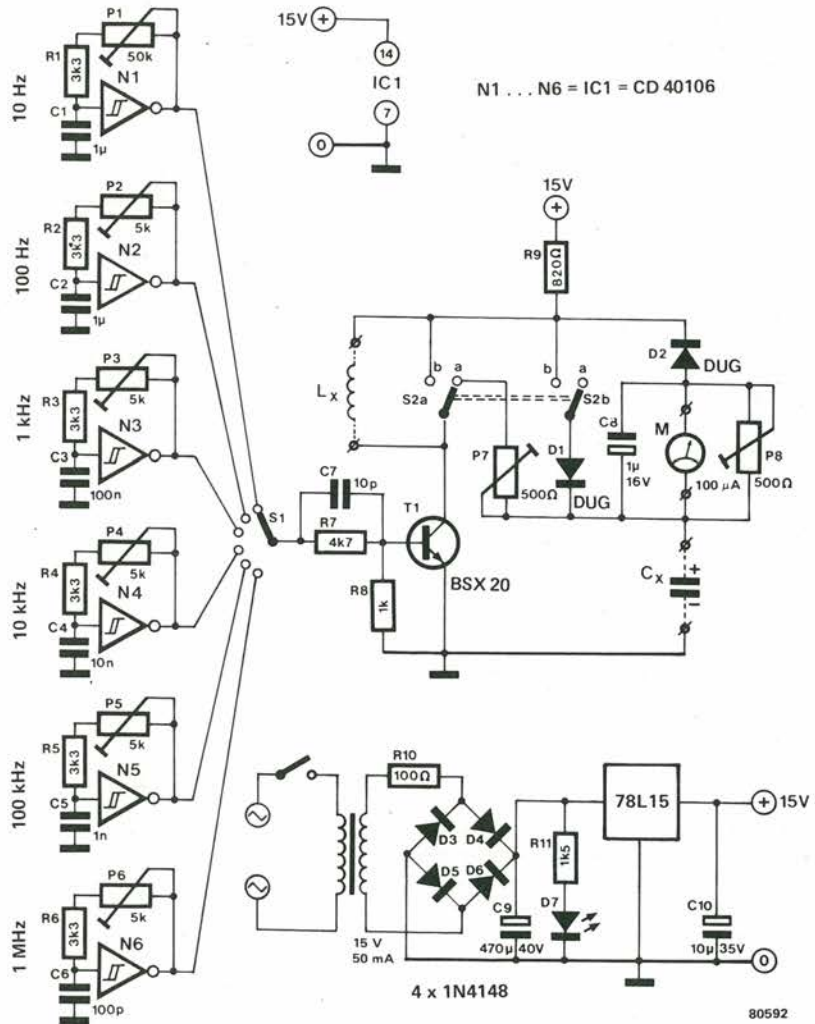 15V +
14
IC1
7
0
N1 . . . N6 = IC1 = CD 40106
10 Hz
P1
50k
R1
3k3
N1
C1
1µ
100 Hz
P2
5k
R2
3k3
N2
C2
1µ
1 kHz
P3
5k
R3
3k3
N3
C3
100n
10 kHz
P4
5k
R4
3k3
N4
C4
10n
100 kHz
P5
5k
R5
3k3
N5
C5
1n
1 MHz
P6
5k
R6
3k3
N6
C6
100p
S1
C7
10p
R7
4k7
R8
1k
T1
BSX 20
15V
+
R9
820Ω
Lx
b a
S2a
b a
S2b
P7
500Ω
D1
DUG
D2
DUG
C8
1µ
16V
M
100 µA
P8
500Ω
Cx
+
–
R10
100Ω
15 V
50 mA
D3 D4
D5 D6
4 x 1N4148
C9
470µ 40V
R11
1k5
D7
78L15
C10
10µ 35V
+ 15V
0
80592